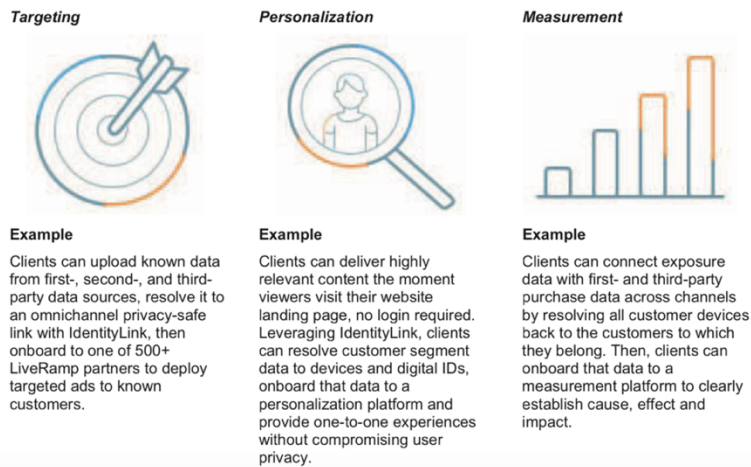 Targeting
Example
Clients can upload known data
from first-, second-, and third-
party data sources, resolve it to
an omnichannel privacy-safe
link with IdentityLink, then
onboard to one of 500+
LiveRamp partners to deploy
targeted ads to known
customers.
Personalization
Example
Clients can deliver highly
relevant content the moment
viewers visit their website
landing page, no login required.
Leveraging IdentityLink, clients
can resolve customer segment
data to devices and digital IDs,
onboard that data to a
personalization platform and
provide one-to-one experiences
without compromising user
privacy.
Measurement
Example
Clients can connect exposure
data with first- and third-party
purchase data across channels
by resolving all customer devices
back to the customers to which
they belong. Then, clients can
onboard that data to a
measurement platform to clearly
establish cause, effect and
impact.